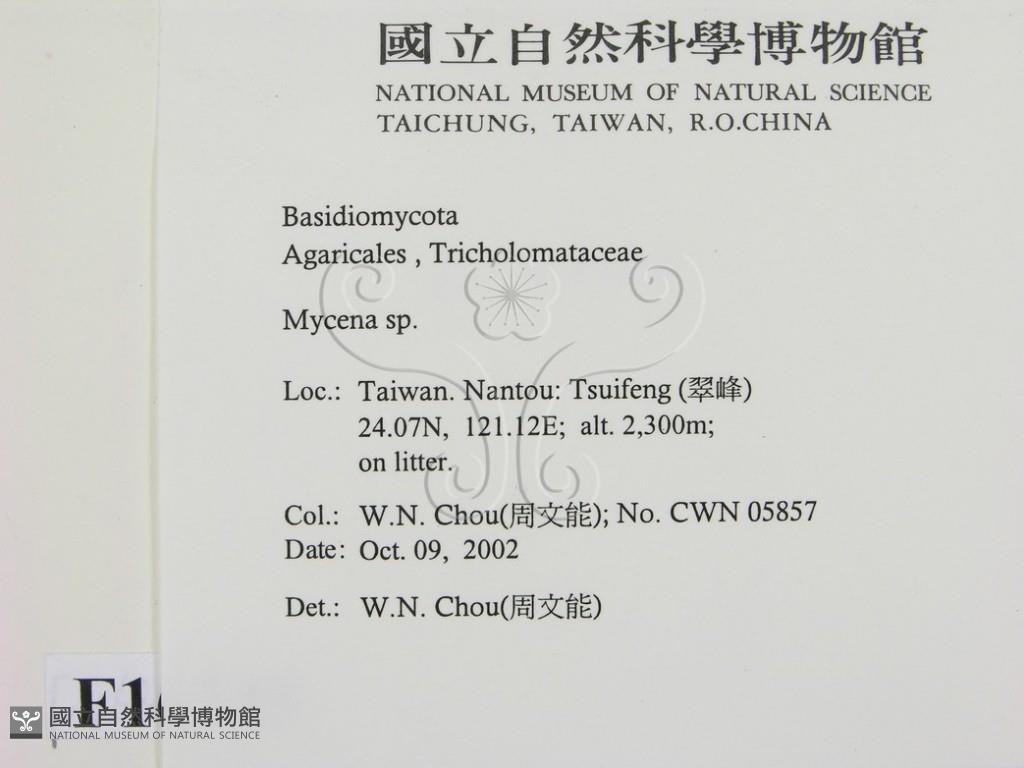 國立自然科學博物館
NATIONAL MUSEUM OF NATURAL SCIENCE
TAICHUNG, TAIWAN, R.O.CHINA
Basidiomycota
Agaricales , Tricholomataceae
Mycena sp.
Loc.: Taiwan. Nantou: Tsuifeng (翠峰)
24.07N, 121.12E; alt. 2,300m;
on litter.
Col.: W.N. Chou(周文能); No. CWN 05857
Date: Oct. 09, 2002
Det.: W.N. Chou(周文能)
國立自然科學博物館
NATIONAL MUSEUM OF NATURAL SCIENCE